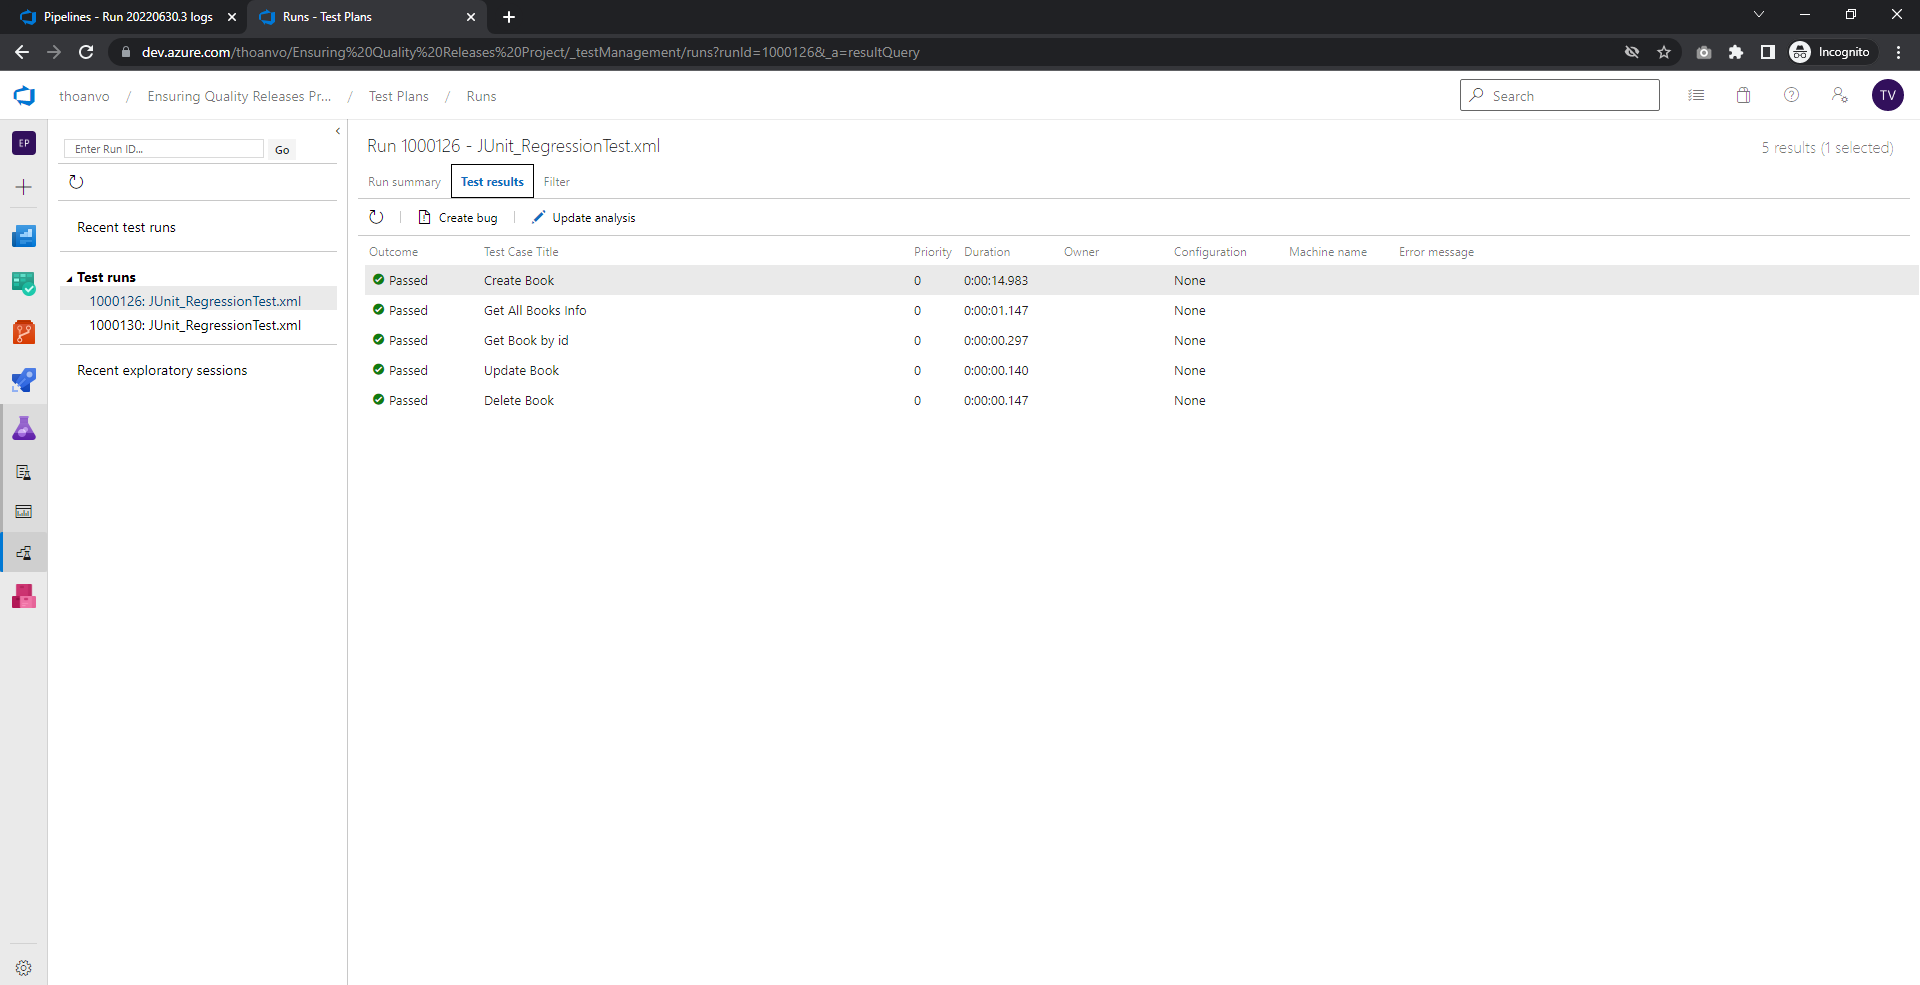 Pipelines - Run 20220630.3 logs
Runs - Test Plans
dev.azure.com/thoanvo/Ensuring%20Quality%20Releases%20Project/_testManagement/runs?runId=1000126&_a=resultQuery
Incognito
thoanvo / Ensuring Quality Releases Pr... / Test Plans / Runs
Search
TV
EP
Enter Run ID...
Go
Recent test runs
Test runs
1000126: JUnit_RegressionTest.xml
1000130: JUnit_RegressionTest.xml
Recent exploratory sessions
Run 1000126 - JUnit_RegressionTest.xml
5 results (1 selected)
Run summary Test results Filter
Create bug Update analysis
Outcome Test Case Title Priority Duration Owner Configuration Machine name Error message
Passed Create Book 0 0:00:14.983 None
Passed Get All Books Info 0 0:00:01.147 None
Passed Get Book by id 0 0:00:00.297 None
Passed Update Book 0 0:00:00.140 None
Passed Delete Book 0 0:00:00.147 None